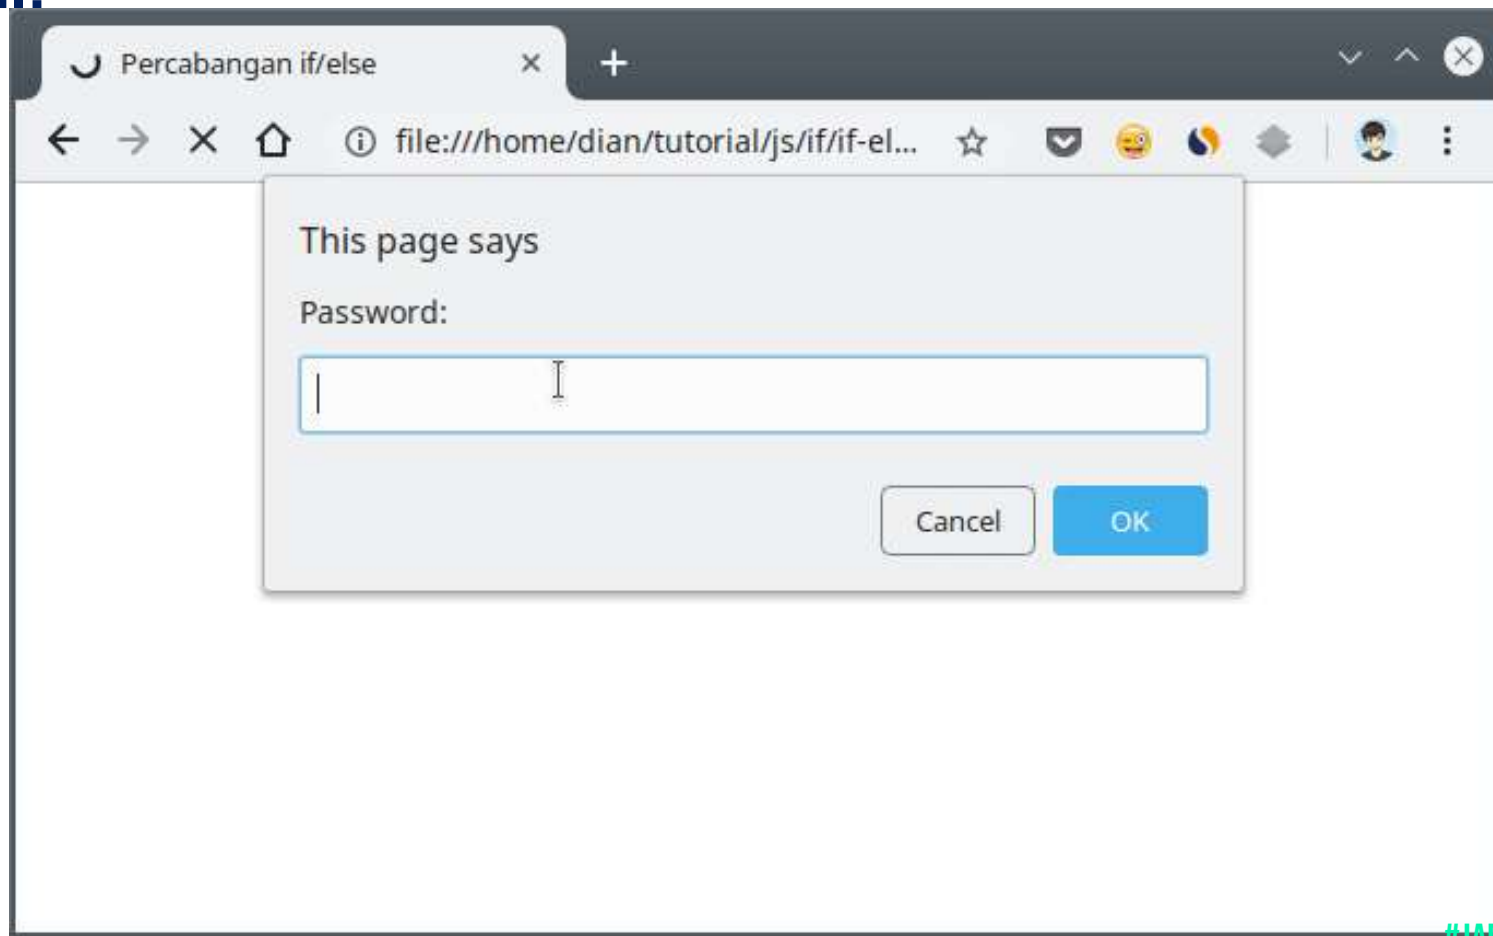 Percabangan if/else
file:///home/dian/tutorial/js/if/if-el...
This page says
Password:
Cancel OK